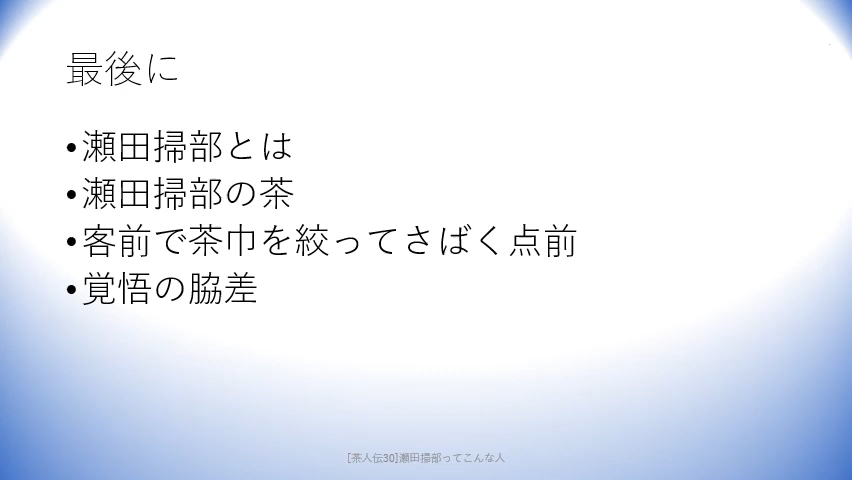 最後に
•瀬田掃部とは
•瀬田掃部の茶
•客前で茶巾を絞ってさばく点前
•覚悟の脇差
[茶人伝30]瀬田掃部ってこんな人